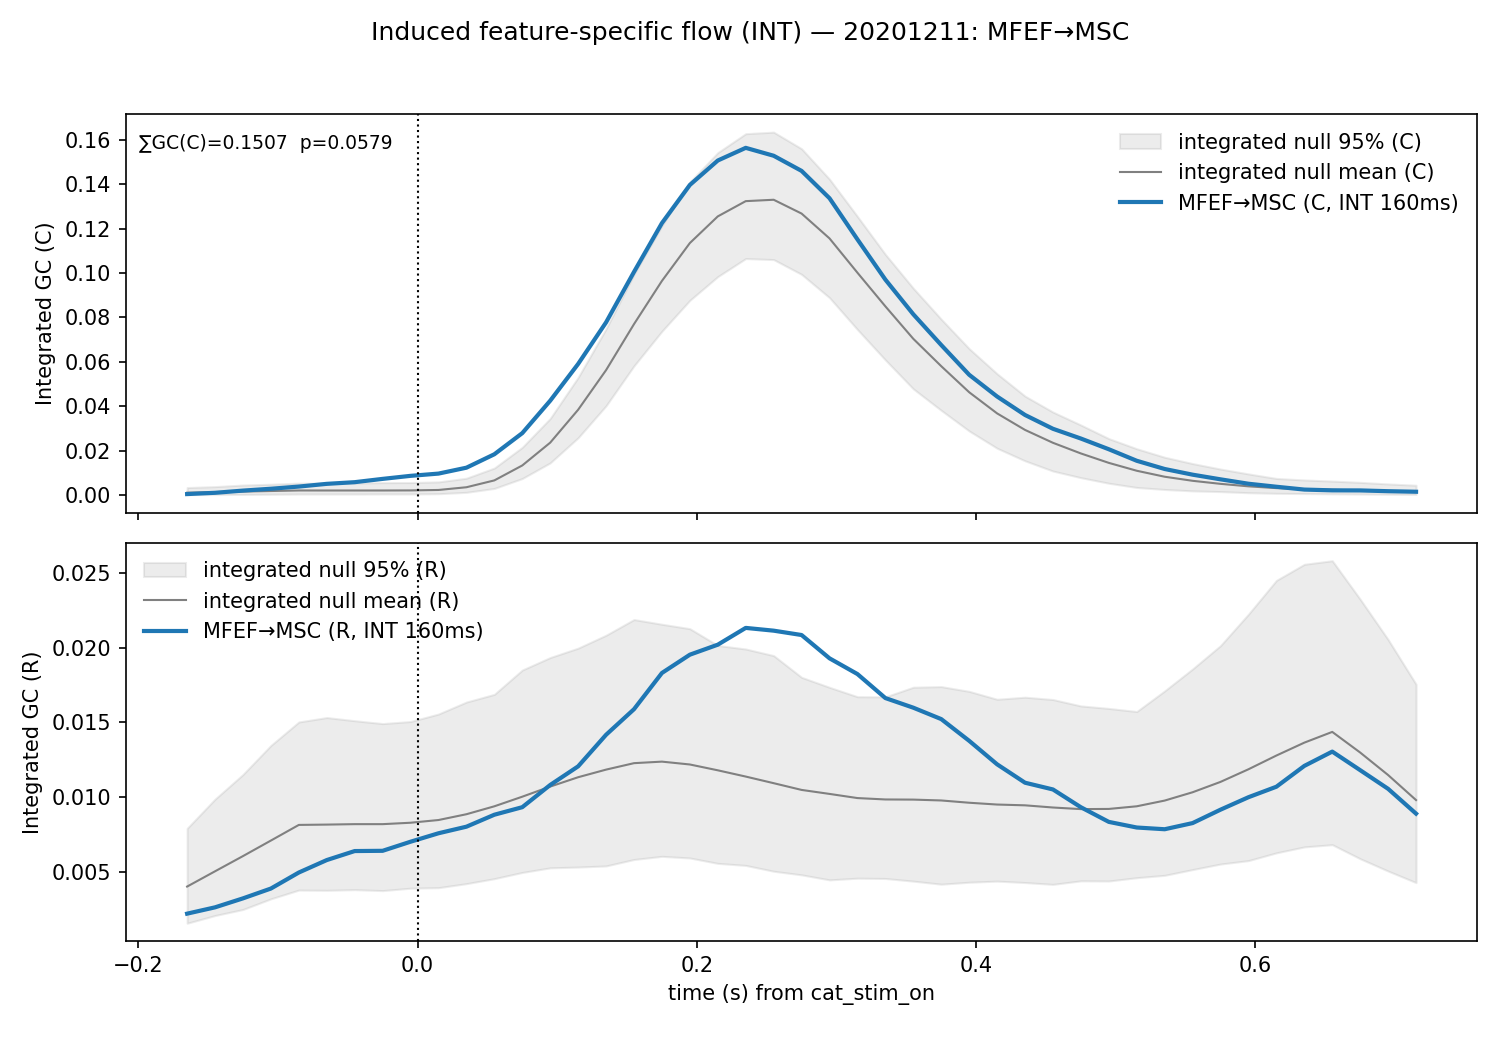 Induced feature-specific flow (INT) — 20201211: MFEF→MSC
∑GC(C)=0.1507  p=0.0579
integrated null 95% (C)
integrated null mean (C)
MFEF→MSC (C, INT 160ms)
Integrated GC (C)
0.16
0.14
0.12
0.10
0.08
0.06
0.04
0.02
0.00
integrated null 95% (R)
integrated null mean (R)
MFEF→MSC (R, INT 160ms)
Integrated GC (R)
0.025
0.020
0.015
0.010
0.005
−0.2 0.0 0.2 0.4 0.6
time (s) from cat_stim_on